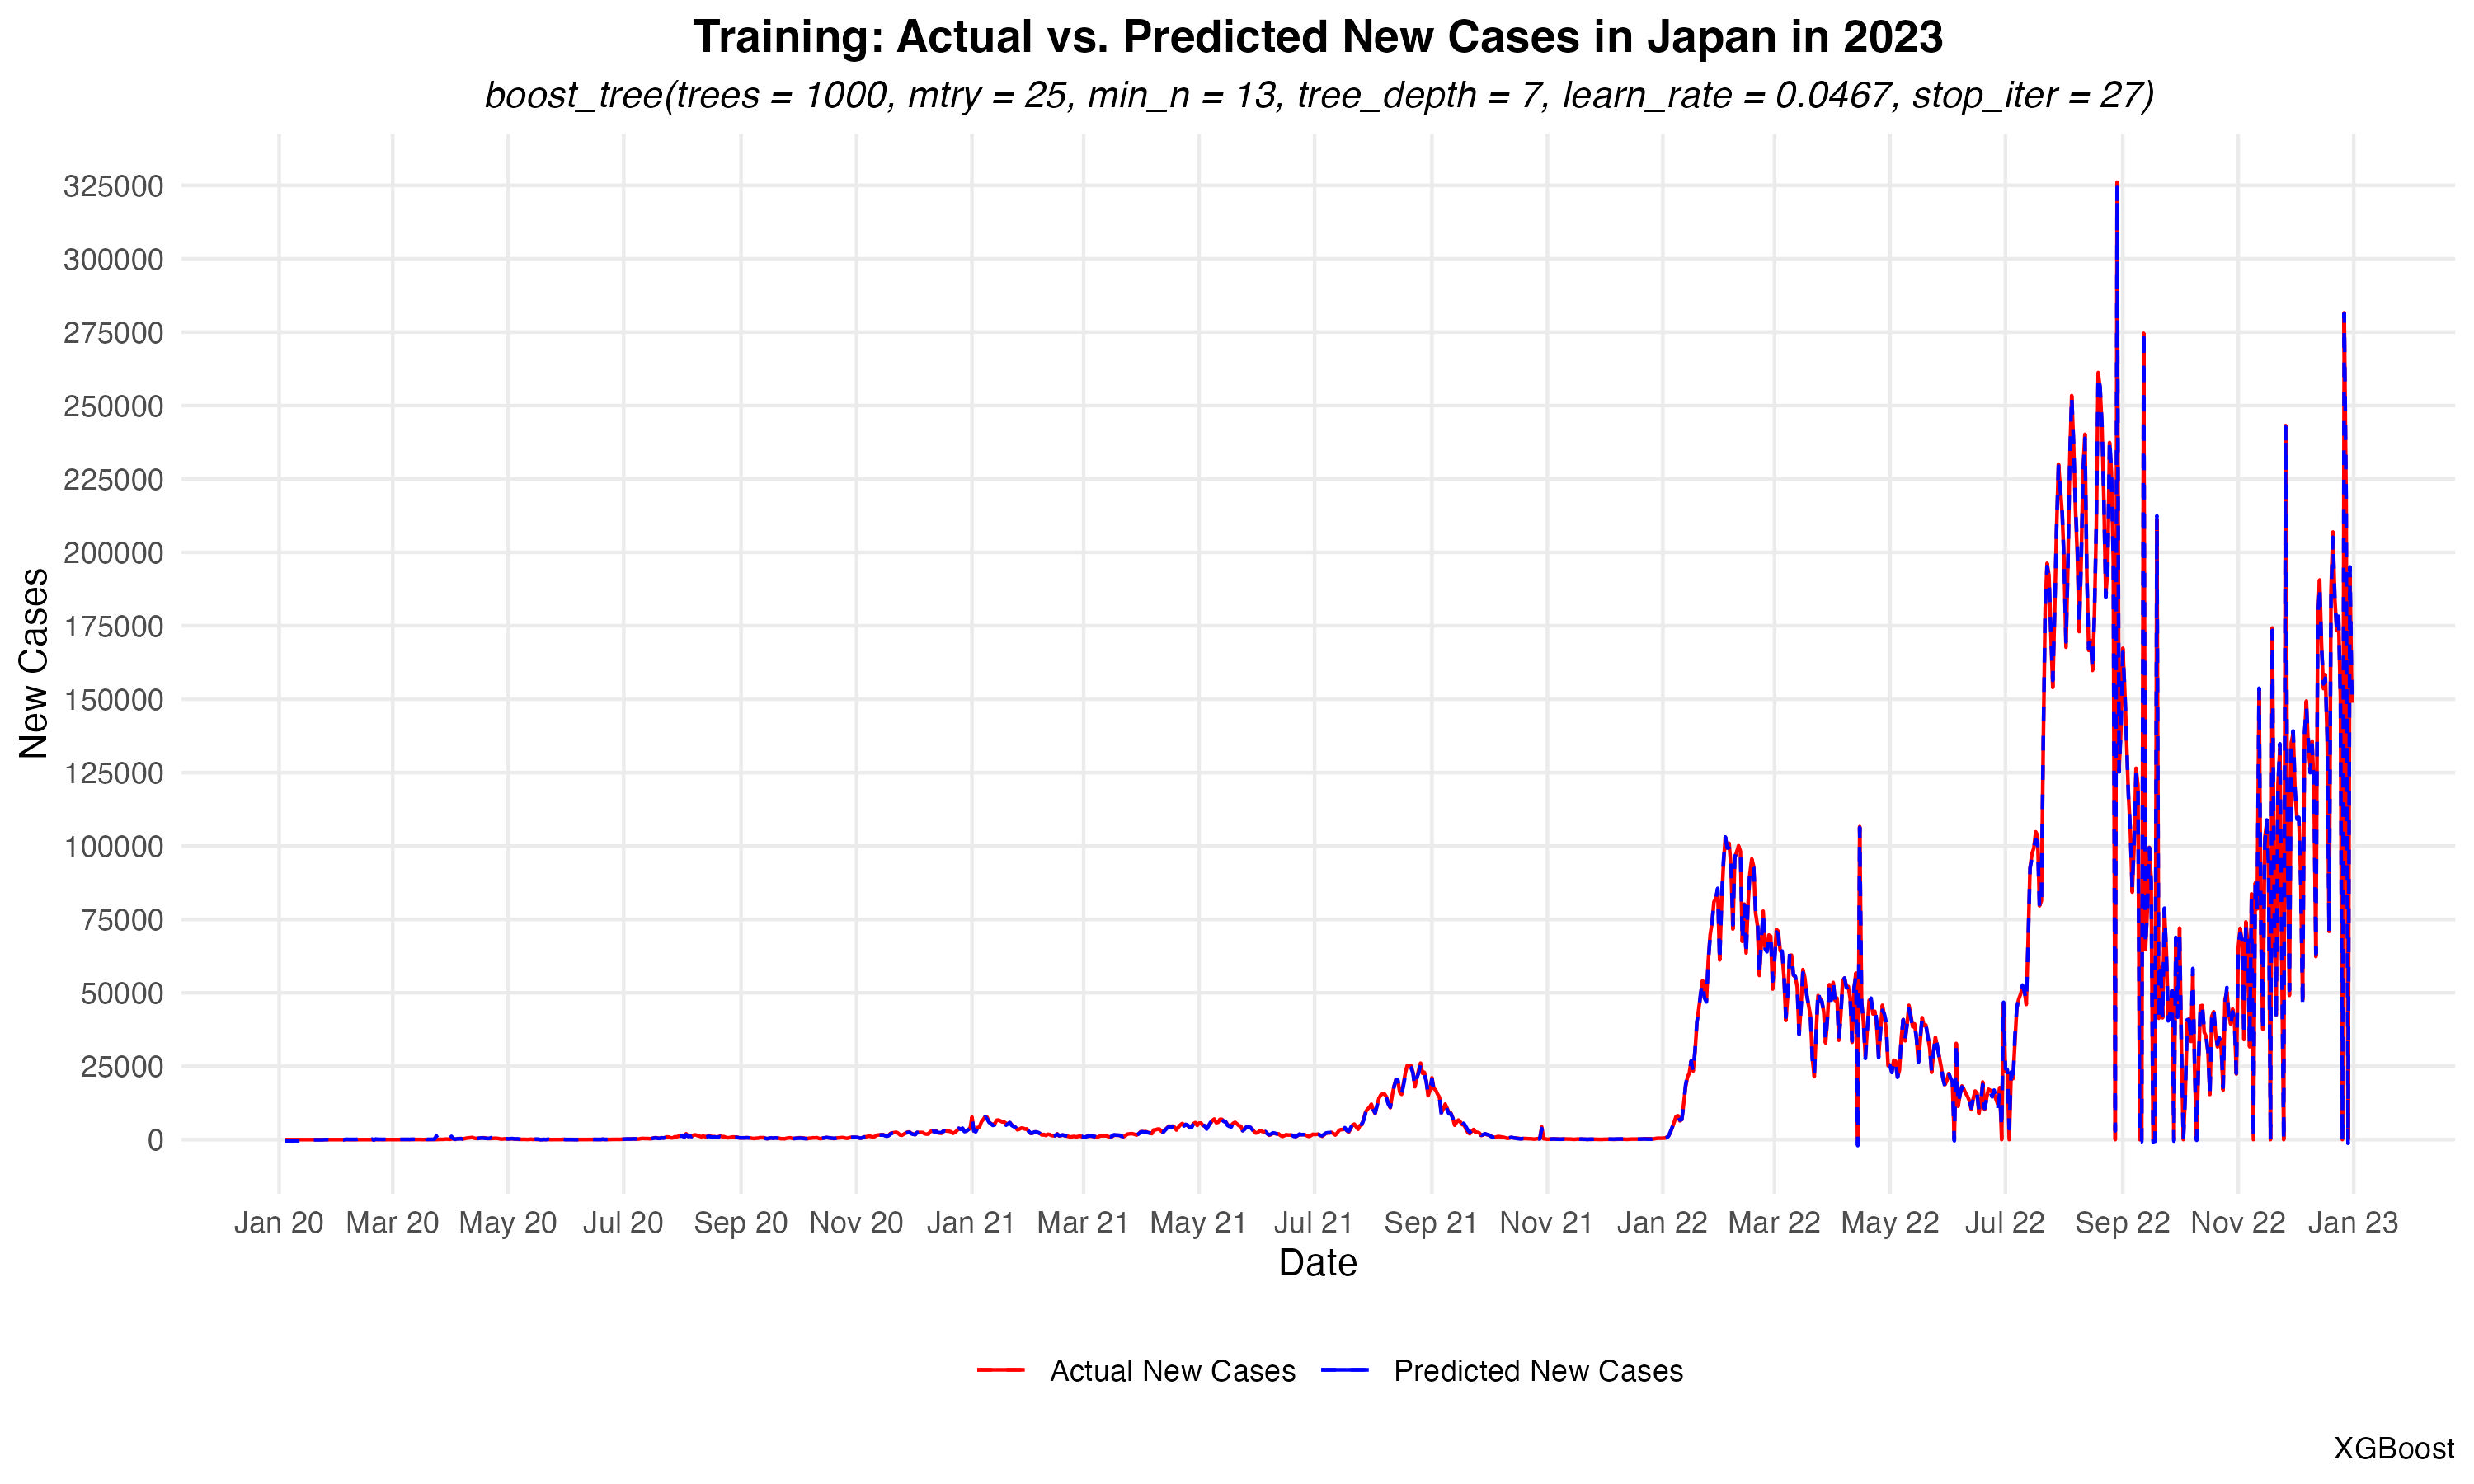 Training: Actual vs. Predicted New Cases in Japan in 2023
boost_tree(trees = 1000, mtry = 25, min_n = 13, tree_depth = 7, learn_rate = 0.0467, stop_iter = 27)
New Cases
325000
300000
275000
250000
225000
200000
175000
150000
125000
100000
75000
50000
25000
0
Jan 20 Mar 20 May 20 Jul 20 Sep 20 Nov 20 Jan 21 Mar 21 May 21 Jul 21 Sep 21 Nov 21 Jan 22 Mar 22 May 22 Jul 22 Sep 22 Nov 22 Jan 23
Date
Actual New Cases Predicted New Cases
XGBoost